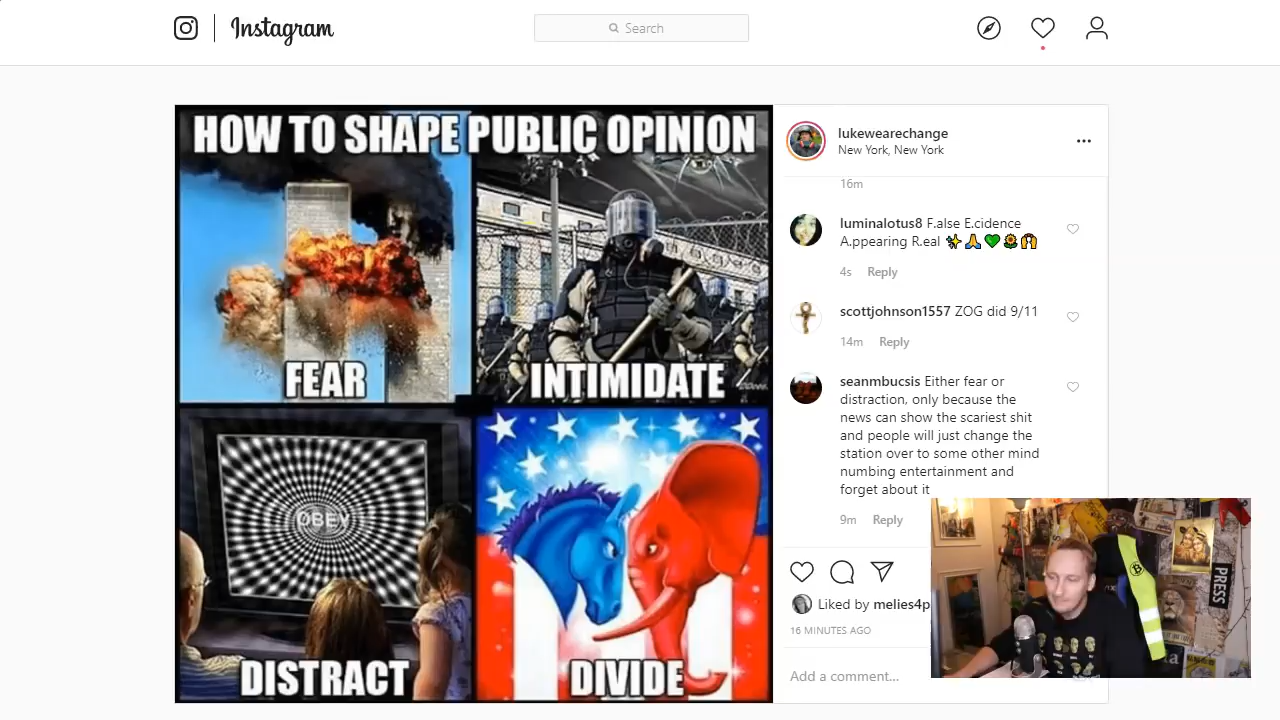 Instagram
Search
HOW TO SHAPE PUBLIC OPINION
FEAR
INTIMIDATE
OBEY
DISTRACT
DIVIDE
lukewearechange
New York, New York
16m
luminalotus8 F.alse E.cidence
A.ppearing R.eal
4s Reply
scottjohnson1557 ZOG did 9/11
14m Reply
seanmbucsis Either fear or
distraction, only because the
news can show the scariest shit
and people will just change the
station over to some other mind
numbing entertainment and
forget about it
9m Reply
Liked by melies4p
16 MINUTES AGO
Add a comment...
PRESS